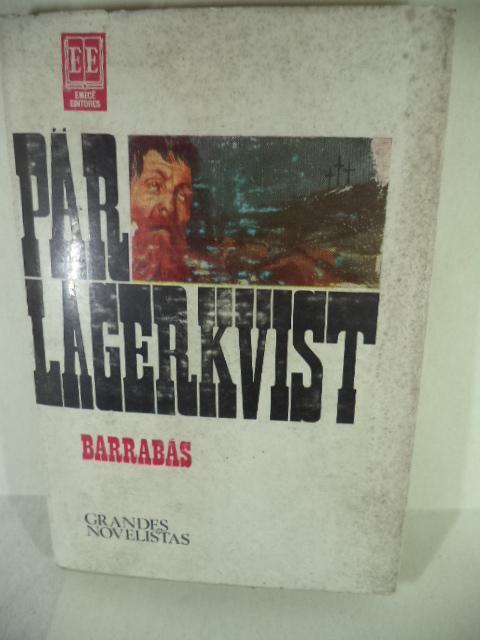 EE
EMECÉ
EDITORES
PÄR
LAGERKVIST
BARRABÁS
GRANDES
NOVELISTAS